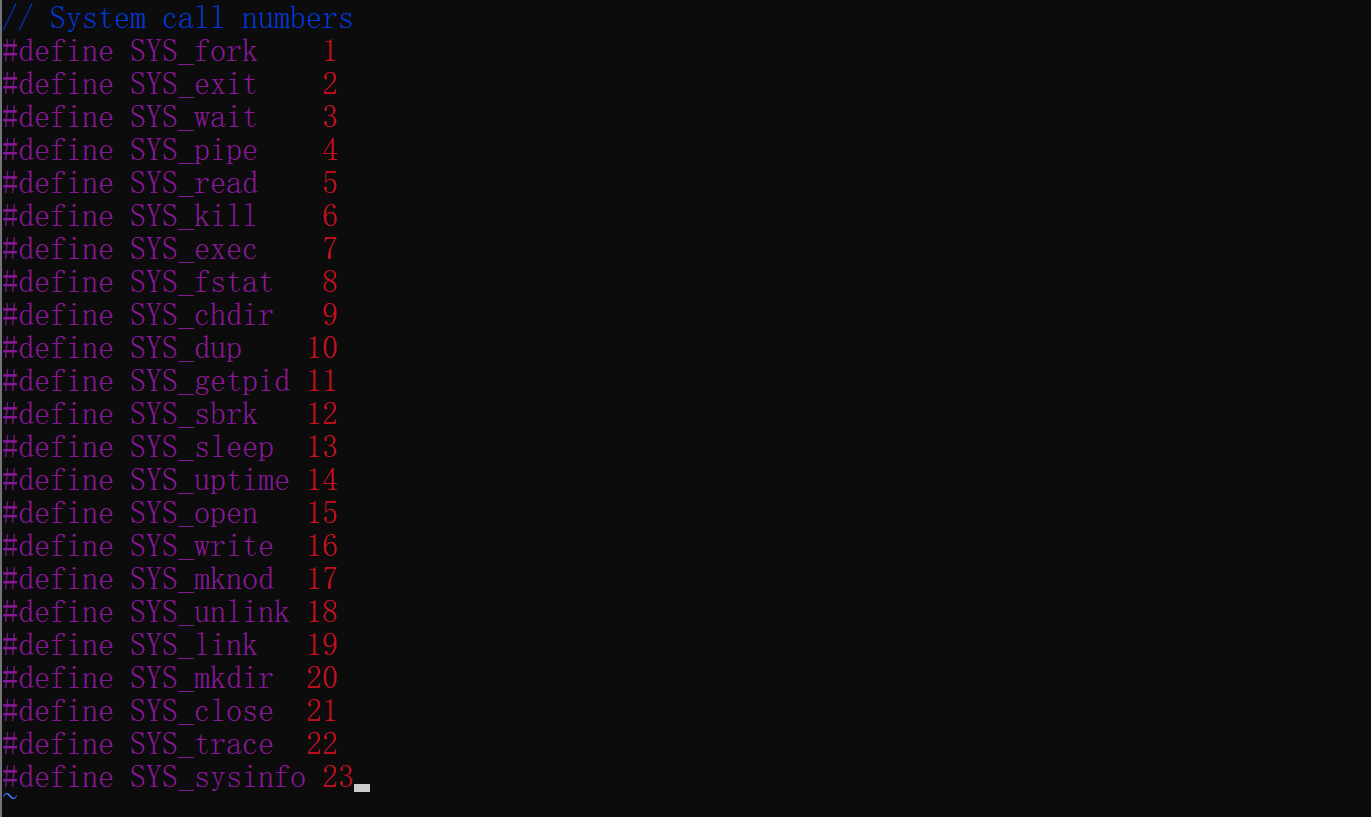 // System call numbers
#define SYS_fork    1
#define SYS_exit    2
#define SYS_wait    3
#define SYS_pipe    4
#define SYS_read    5
#define SYS_kill    6
#define SYS_exec    7
#define SYS_fstat   8
#define SYS_chdir   9
#define SYS_dup    10
#define SYS_getpid 11
#define SYS_sbrk   12
#define SYS_sleep  13
#define SYS_uptime 14
#define SYS_open   15
#define SYS_write  16
#define SYS_mknod  17
#define SYS_unlink 18
#define SYS_link   19
#define SYS_mkdir  20
#define SYS_close  21
#define SYS_trace  22
#define SYS_sysinfo 23
~